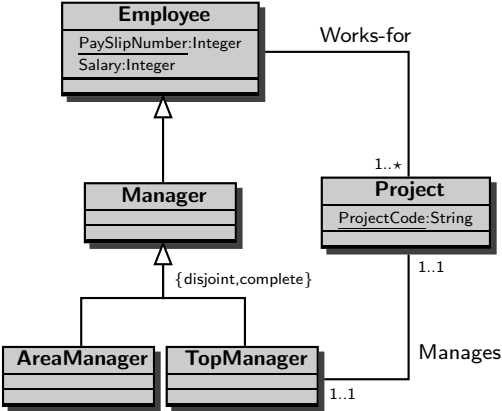 Employee
PaySlipNumber:Integer
Salary:Integer
Works-for
1..⋆
Manager
Project
ProjectCode:String
{disjoint,complete}
1..1
AreaManager
TopManager
Manages
1..1